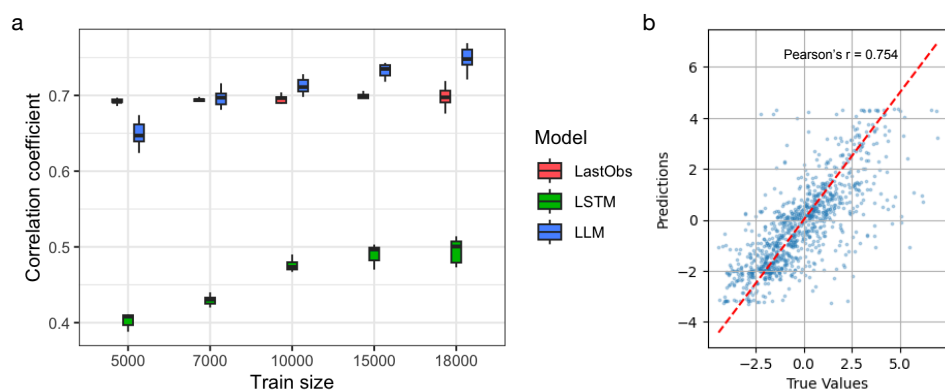 a
Correlation coefficient
0.7
0.6
0.5
0.4
5000
7000
10000
15000
18000
Train size
Model
LastObs
LSTM
LLM
b
Pearson's r = 0.754
Predictions
6
4
2
0
−2
−4
−2.5
0.0
2.5
5.0
True Values